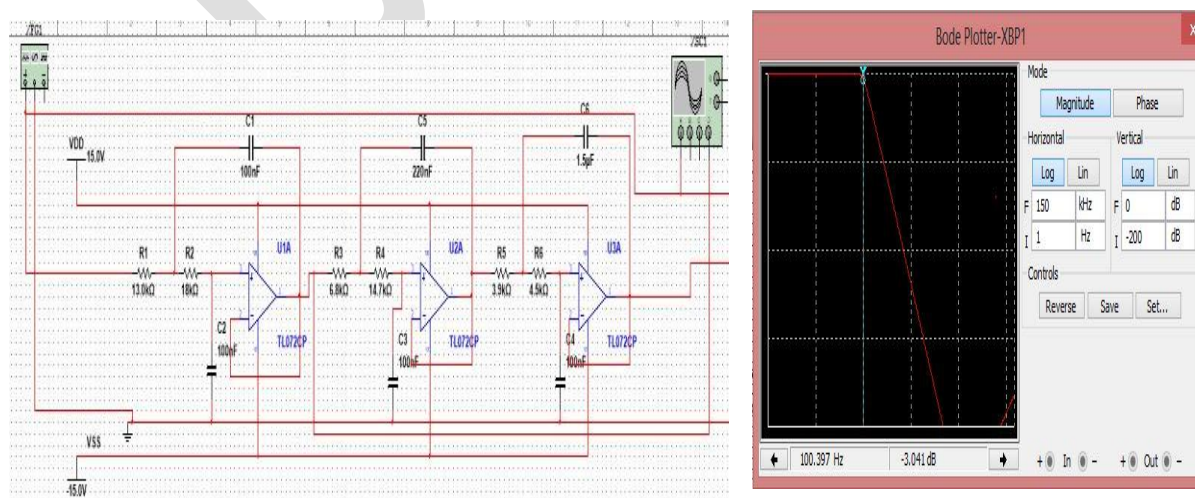 XFG1
XSC1
C1
100nF
C5
220nF
C6
1.5µF
VDD
15.0V
R1
13.0kΩ
R2
18kΩ
U1A
TL072CP
C2
100nF
R3
6.8kΩ
R4
14.7kΩ
U2A
TL072CP
C3
100nF
R5
3.9kΩ
R6
4.9kΩ
U3A
TL072CP
C4
100nF
VSS
-15.0V
Bode Plotter-XBP1
x
Mode
Magnitude Phase
Horizontal Vertical
Log Lin Log Lin
F 150 kHz F 0 dB
I 1 Hz I -200 dB
Controls
Reverse Save Set...
100.397 Hz -3.041 dB
+ In - + Out -